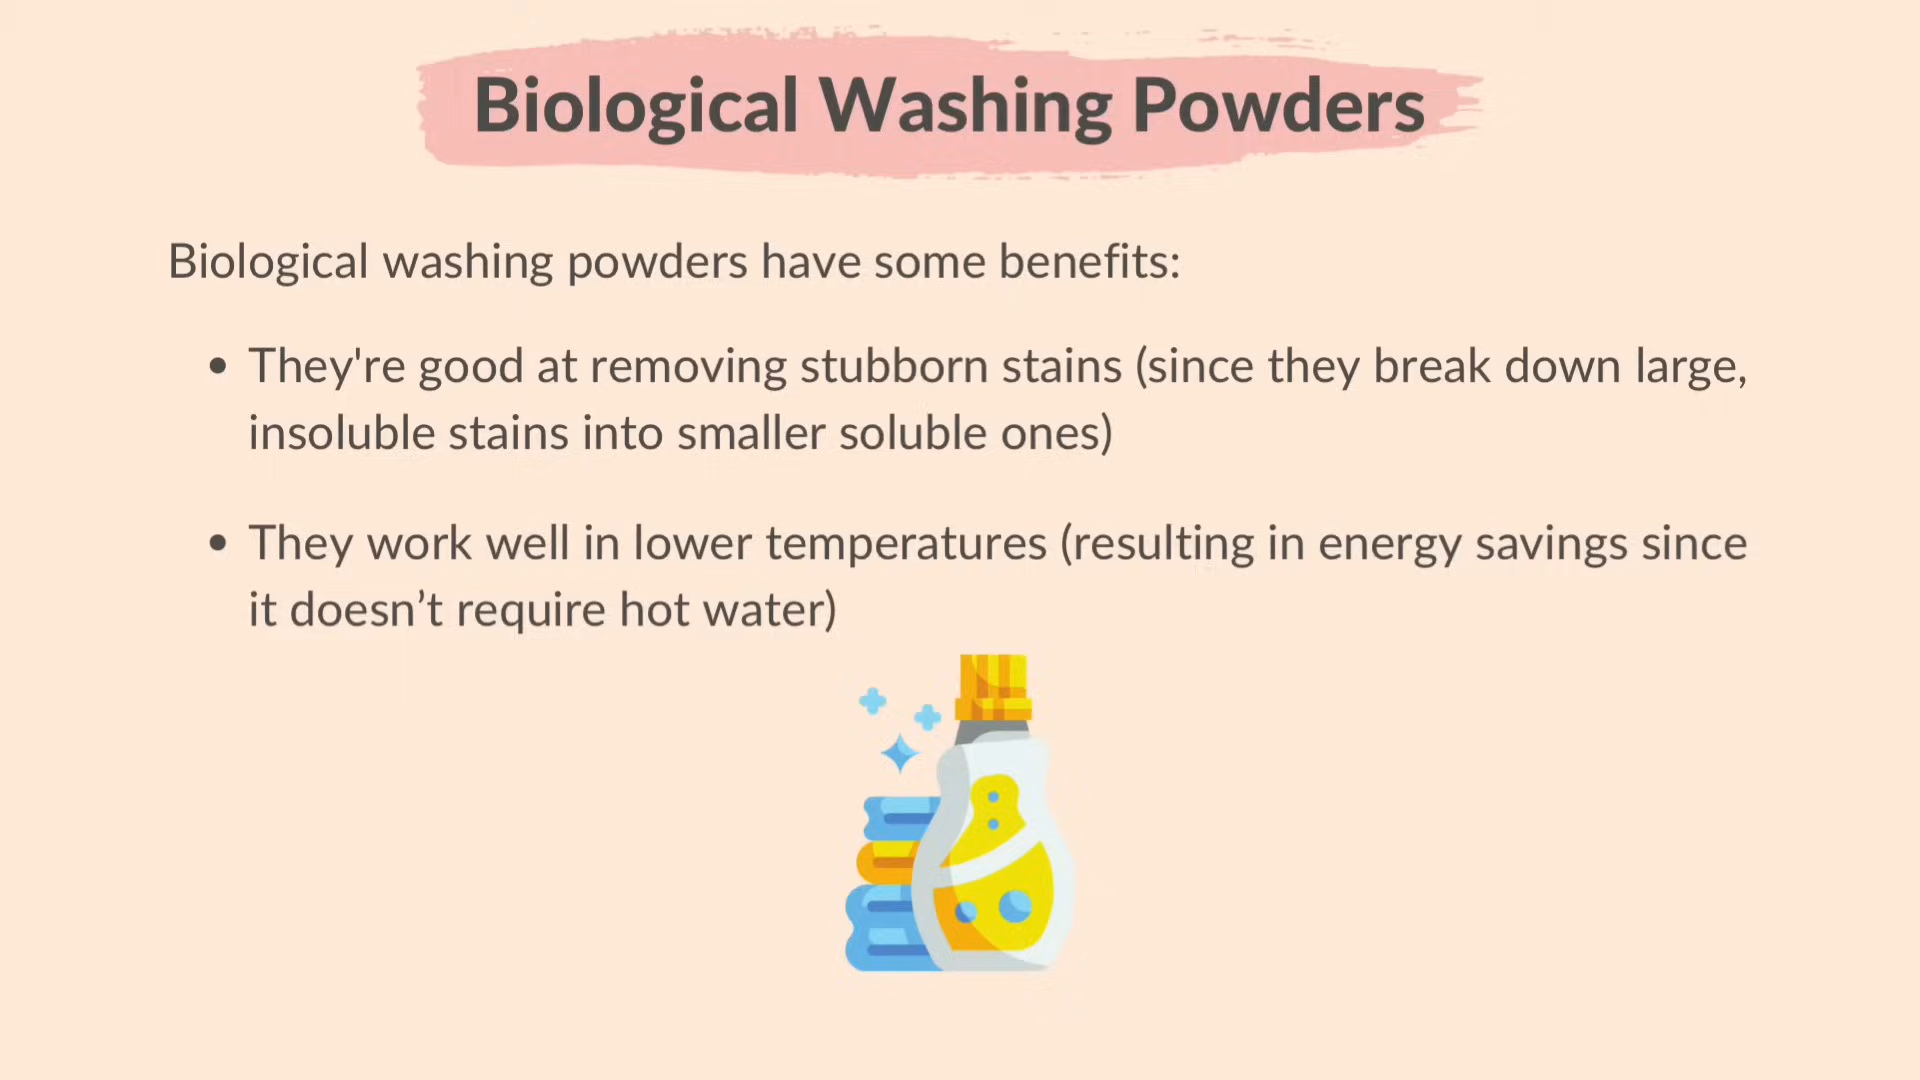 Biological Washing Powders
Biological washing powders have some benefits:
• They're good at removing stubborn stains (since they break down large,
insoluble stains into smaller soluble ones)
• They work well in lower temperatures (resulting in energy savings since
it doesn’t require hot water)